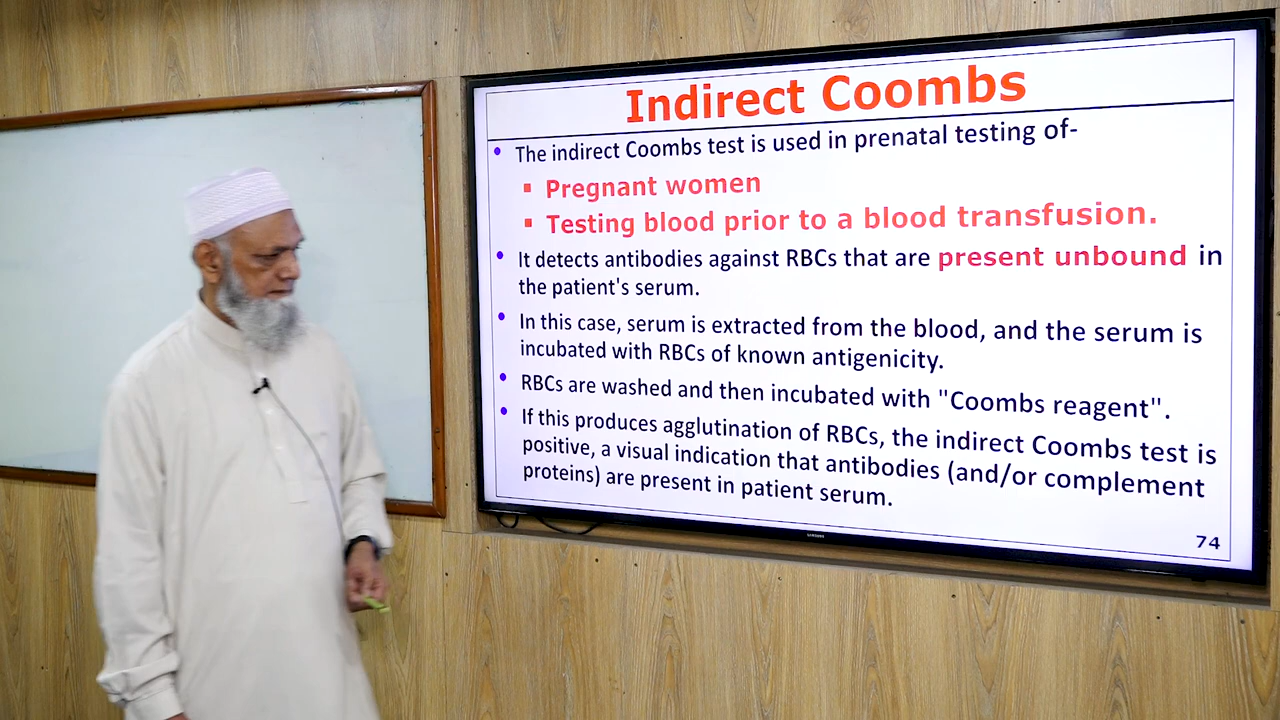 Indirect Coombs
• The indirect Coombs test is used in prenatal testing of-
▪ Pregnant women
▪ Testing blood prior to a blood transfusion.
• It detects antibodies against RBCs that are present unbound in
the patient's serum.
• In this case, serum is extracted from the blood, and the serum is
incubated with RBCs of known antigenicity.
• RBCs are washed and then incubated with "Coombs reagent".
• If this produces agglutination of RBCs, the indirect Coombs test is
positive, a visual indication that antibodies (and/or complement
proteins) are present in patient serum.
74
SAMSUNG